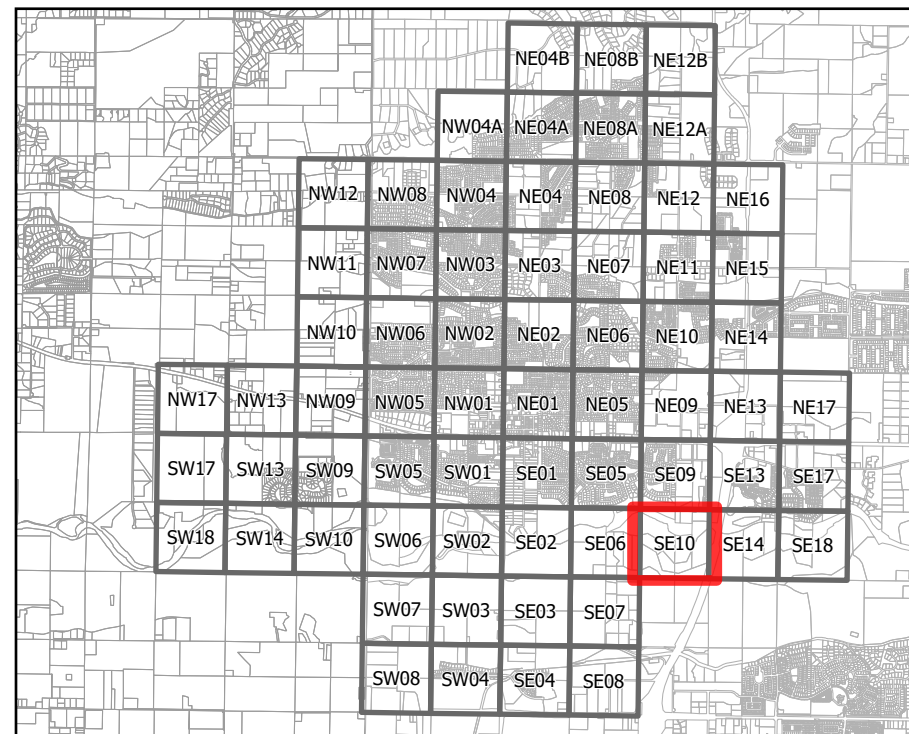 NE04B NE08B NE12B
NW04A NE04A NE08A NE12A
NW12 NW08 NW04 NE04 NE08 NE12 NE16
NW11 NW07 NW03 NE03 NE07 NE11 NE15
NW10 NW06 NW02 NE02 NE06 NE10 NE14
NW17 NW13 NW09 NW05 NW01 NE01 NE05 NE09 NE13 NE17
SW17 SW13 SW09 SW05 SW01 SE01 SE05 SE09 SE13 SE17
SW18 SW14 SW10 SW06 SW02 SE02 SE06 SE10 SE14 SE18
SW07 SW03 SE03 SE07
SW08 SW04 SE04 SE08